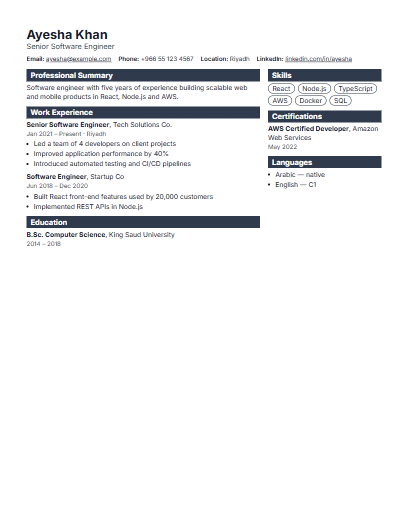 Ayesha Khan
Senior Software Engineer
Email: ayesha@example.com Phone: +966 55 123 4567 Location: Riyadh LinkedIn: linkedin.com/in/ayesha
Professional Summary
Software engineer with five years of experience building scalable web
and mobile products in React, Node.js and AWS.
Work Experience
Senior Software Engineer, Tech Solutions Co.
Jan 2021 – Present · Riyadh
• Led a team of 4 developers on client projects
• Improved application performance by 40%
• Introduced automated testing and CI/CD pipelines
Software Engineer, Startup Co
Jun 2018 – Dec 2020
• Built React front-end features used by 20,000 customers
• Implemented REST APIs in Node.js
Education
B.Sc. Computer Science, King Saud University
2014 – 2018
Skills
React Node.js TypeScript
AWS Docker SQL
Certifications
AWS Certified Developer, Amazon
Web Services
May 2022
Languages
• Arabic — native
• English — C1